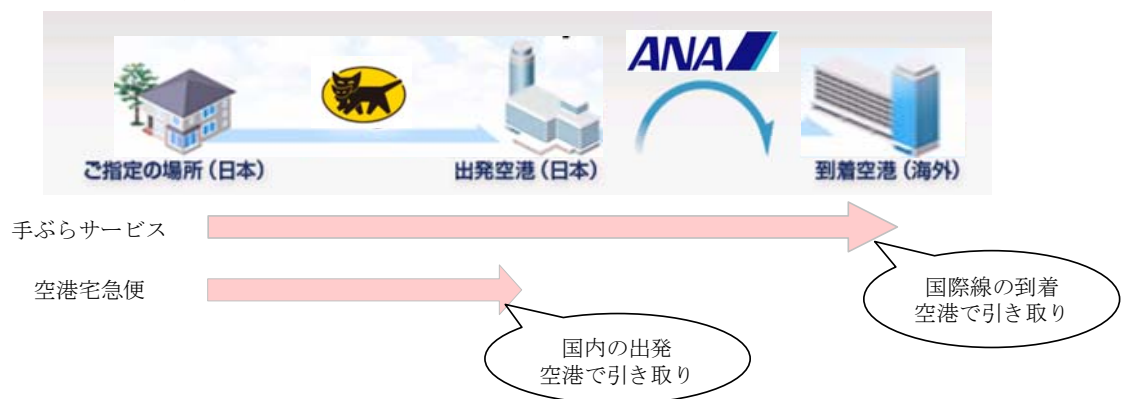 ANA
ご指定の場所(日本)
出発空港(日本)
到着空港(海外)
手ぶらサービス
国際線の到着
空港で引き取り
空港宅急便
国内の出発
空港で引き取り